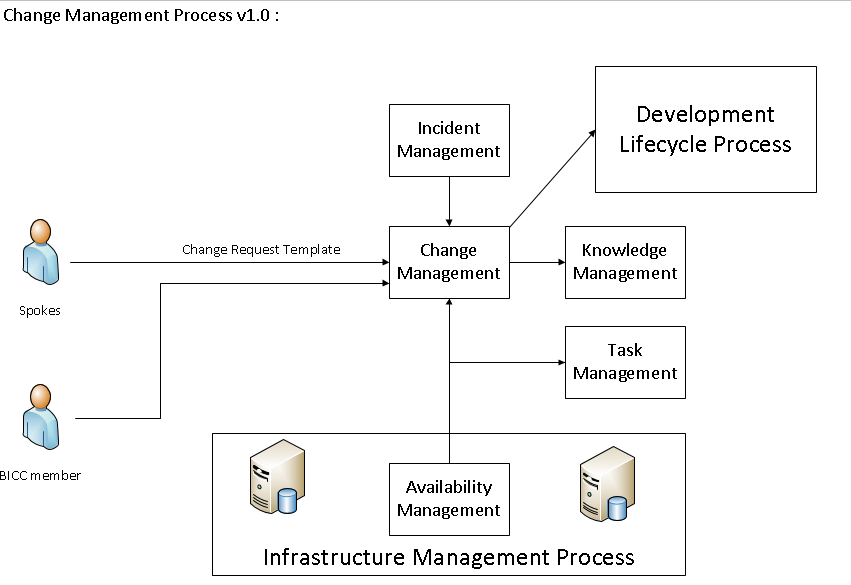 Change Management Process v1.0 :
Development
Lifecycle Process
Incident
Management
Change Request Template
Change
Management
Knowledge
Management
Spokes
Task
Management
BICC member
Availability
Management
Infrastructure Management Process